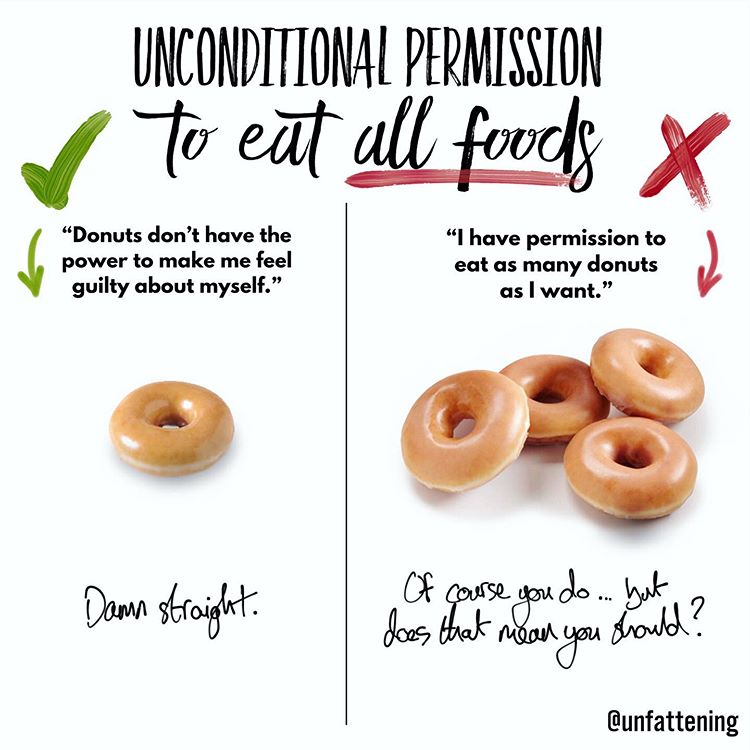 UNCONDITIONAL PERMISSION
to eat all foods
“Donuts don’t have the
power to make me feel
guilty about myself.”
Damn straight.
“I have permission to
eat as many donuts
as I want.”
Of course you do ... but
does that mean you should?
@unfattening